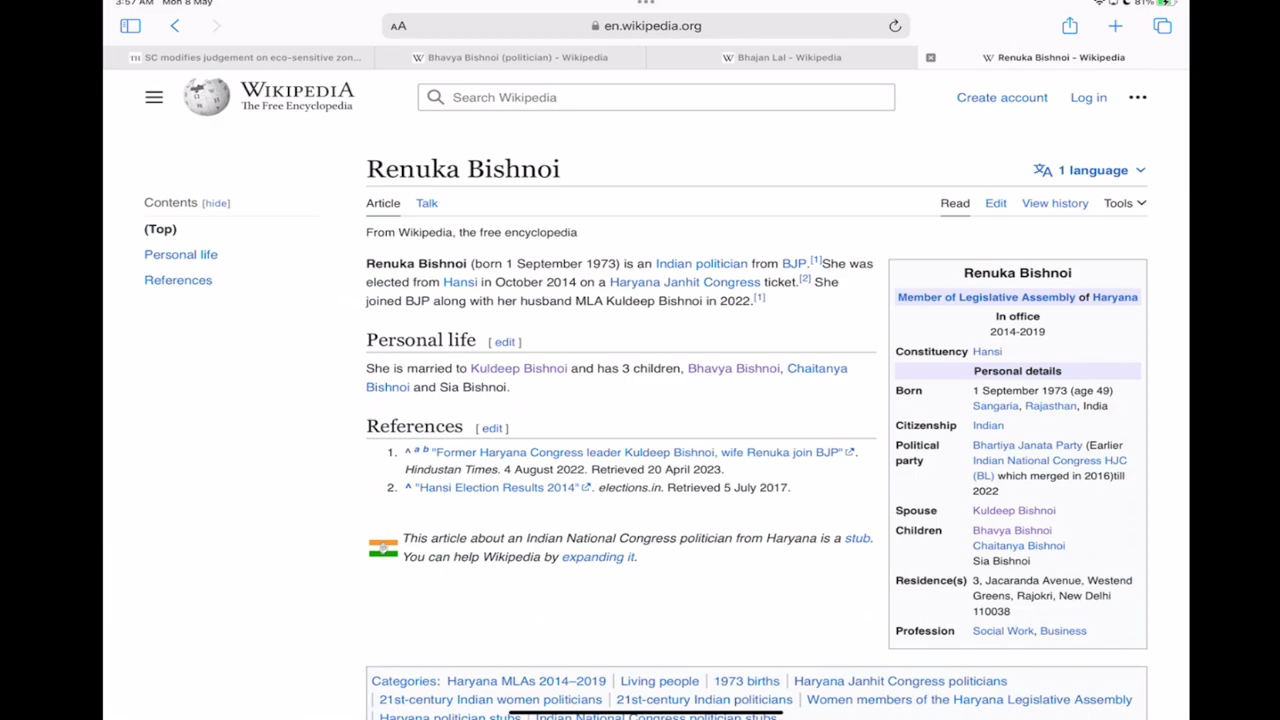 3:57 AM Mon 8 May
81%
AA
en.wikipedia.org
SC modifies judgement on eco-sensitive zon...
Bhavya Bishnoi (politician) - Wikipedia
Bhajan Lal - Wikipedia
Renuka Bishnoi - Wikipedia
WIKIPEDIA
The Free Encyclopedia
Search Wikipedia
Create account
Log in
Renuka Bishnoi
1 language
Contents [hide]
(Top)
Personal life
References
Article
Talk
Read
Edit
View history
Tools
From Wikipedia, the free encyclopedia
Renuka Bishnoi (born 1 September 1973) is an Indian politician from BJP.[1]She was
elected from Hansi in October 2014 on a Haryana Janhit Congress ticket.[2] She
joined BJP along with her husband MLA Kuldeep Bishnoi in 2022.[1]
Personal life [ edit ]
She is married to Kuldeep Bishnoi and has 3 children, Bhavya Bishnoi, Chaitanya
Bishnoi and Sia Bishnoi.
References [ edit ]
1. ^ a b "Former Haryana Congress leader Kuldeep Bishnoi, wife Renuka join BJP".
Hindustan Times. 4 August 2022. Retrieved 20 April 2023.
2. ^ "Hansi Election Results 2014". elections.in. Retrieved 5 July 2017.
This article about an Indian National Congress politician from Haryana is a stub.
You can help Wikipedia by expanding it.
Renuka Bishnoi
Member of Legislative Assembly of Haryana
In office
2014-2019
Constituency Hansi
Personal details
Born 1 September 1973 (age 49)
Sangaria, Rajasthan, India
Citizenship Indian
Political party Bhartiya Janata Party (Earlier
Indian National Congress HJC
(BL) which merged in 2016)till
2022
Spouse Kuldeep Bishnoi
Children Bhavya Bishnoi
Chaitanya Bishnoi
Sia Bishnoi
Residence(s) 3, Jacaranda Avenue, Westend
Greens, Rajokri, New Delhi
110038
Profession Social Work, Business
Categories: Haryana MLAs 2014–2019 | Living people | 1973 births | Haryana Janhit Congress politicians
| 21st-century Indian women politicians | 21st-century Indian politicians | Women members of the Haryana Legislative Assembly
Haryana politician stubs | Indian National Congress politician stubs